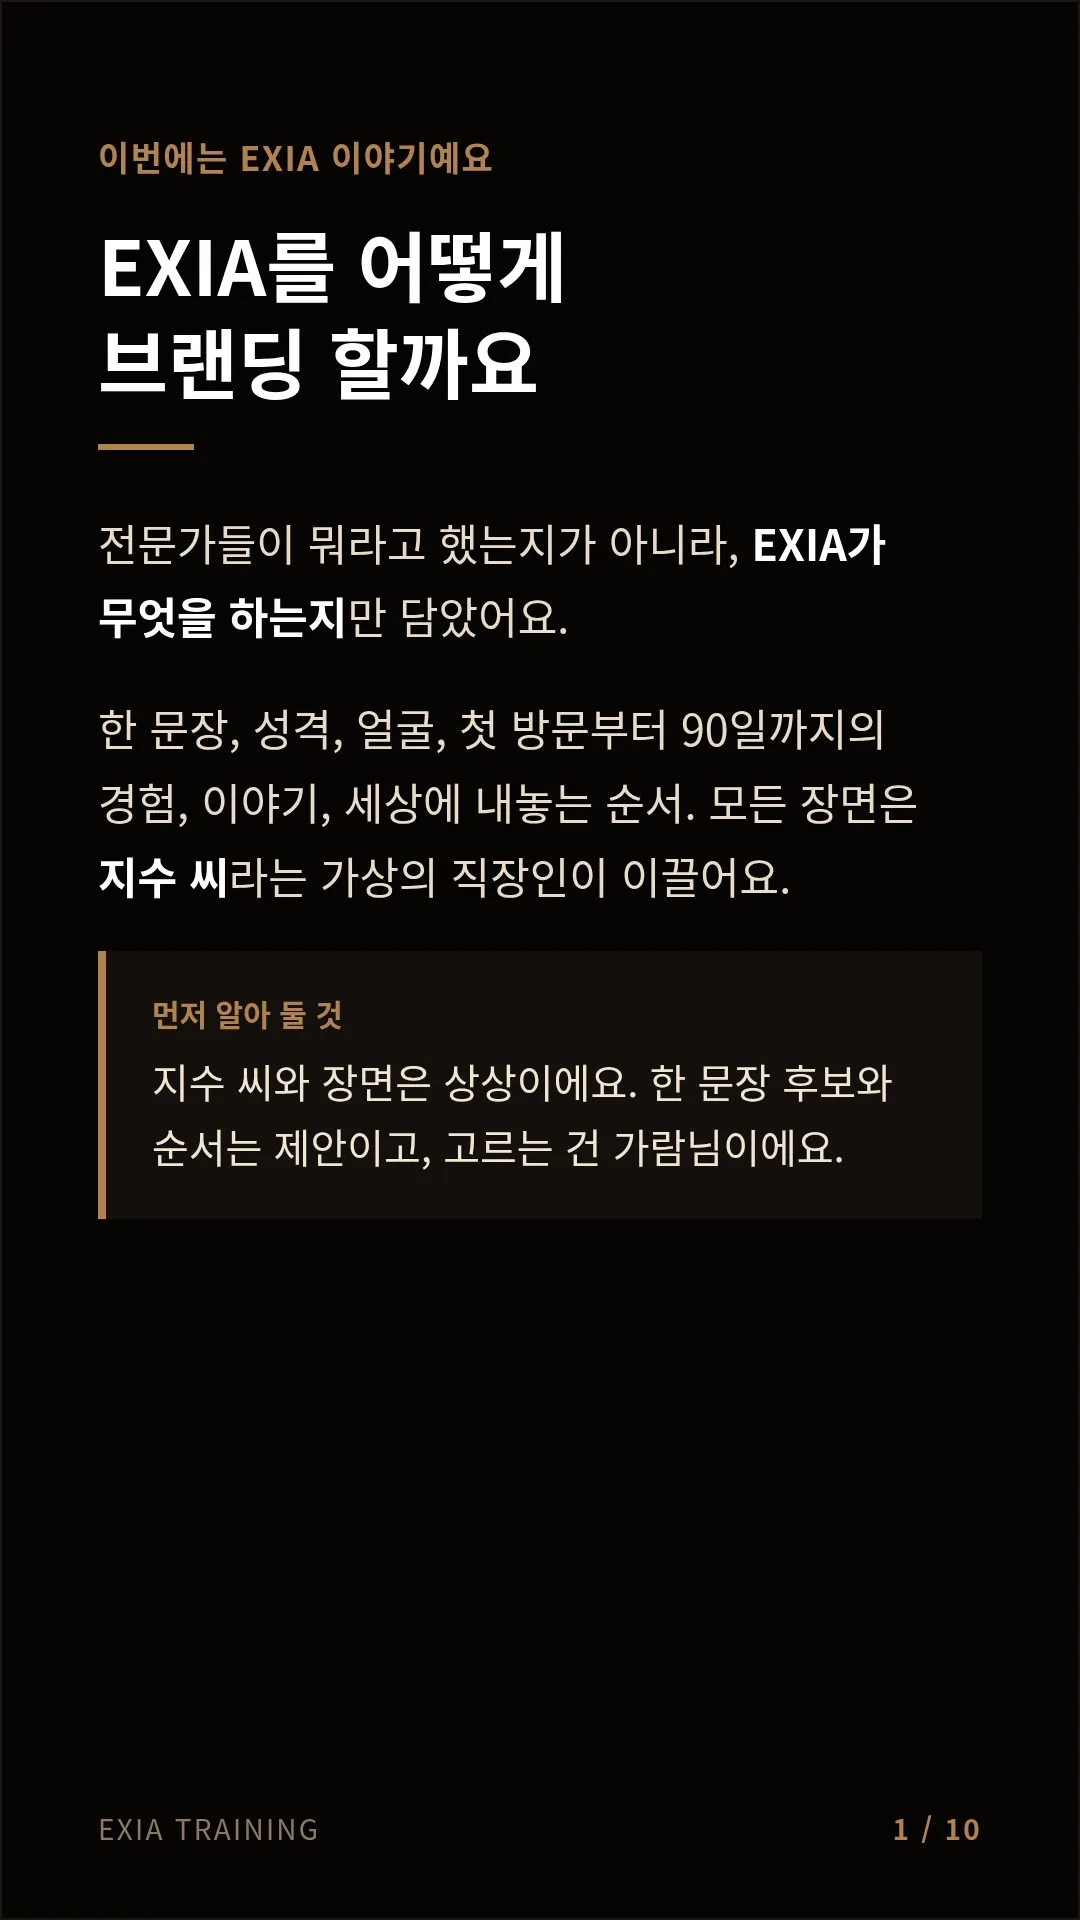 이번에는 EXIA 이야기예요
EXIA를 어떻게
브랜딩 할까요
전문가들이 뭐라고 했는지가 아니라, EXIA가
무엇을 하는지만 담았어요.
한 문장, 성격, 얼굴, 첫 방문부터 90일까지의
경험, 이야기, 세상에 내놓는 순서. 모든 장면은
지수 씨라는 가상의 직장인이 이끌어요.
먼저 알아 둘 것
지수 씨와 장면은 상상이에요. 한 문장 후보와
순서는 제안이고, 고르는 건 가람님이에요.
EXIA TRAINING
1 / 10